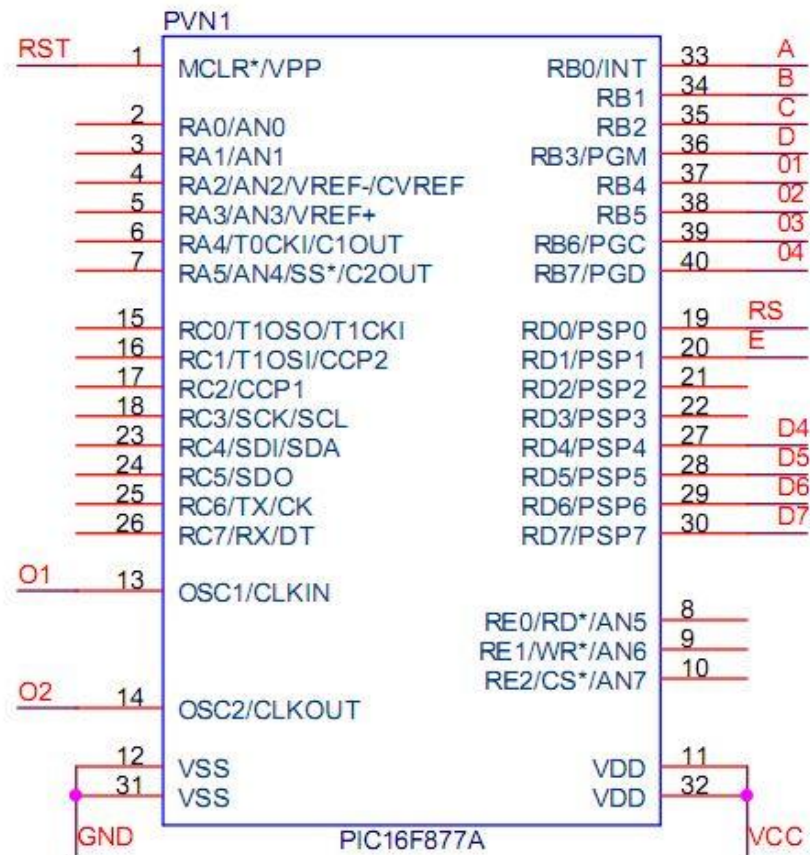 PVN1
RST 1 MCLR*/VPP RB0/INT 33 A
RB1 34 B
2 RA0/AN0 RB2 35 C
3 RA1/AN1 RB3/PGM 36 D
4 RA2/AN2/VREF-/CVREF RB4 37 01
5 RA3/AN3/VREF+ RB5 38 02
6 RA4/T0CKI/C1OUT RB6/PGC 39 03
7 RA5/AN4/SS*/C2OUT RB7/PGD 40 04
15 RC0/T1OSO/T1CKI RD0/PSP0 19 RS
16 RC1/T1OSI/CCP2 RD1/PSP1 20 E
17 RC2/CCP1 RD2/PSP2 21
18 RC3/SCK/SCL RD3/PSP3 22
23 RC4/SDI/SDA RD4/PSP4 27 D4
24 RC5/SDO RD5/PSP5 28 D5
25 RC6/TX/CK RD6/PSP6 29 D6
26 RC7/RX/DT RD7/PSP7 30 D7
O1 13 OSC1/CLKIN
RE0/RD*/AN5 8
RE1/WR*/AN6 9
RE2/CS*/AN7 10
O2 14 OSC2/CLKOUT
12 VSS VDD 11
31 VSS VDD 32
GND PIC16F877A VCC